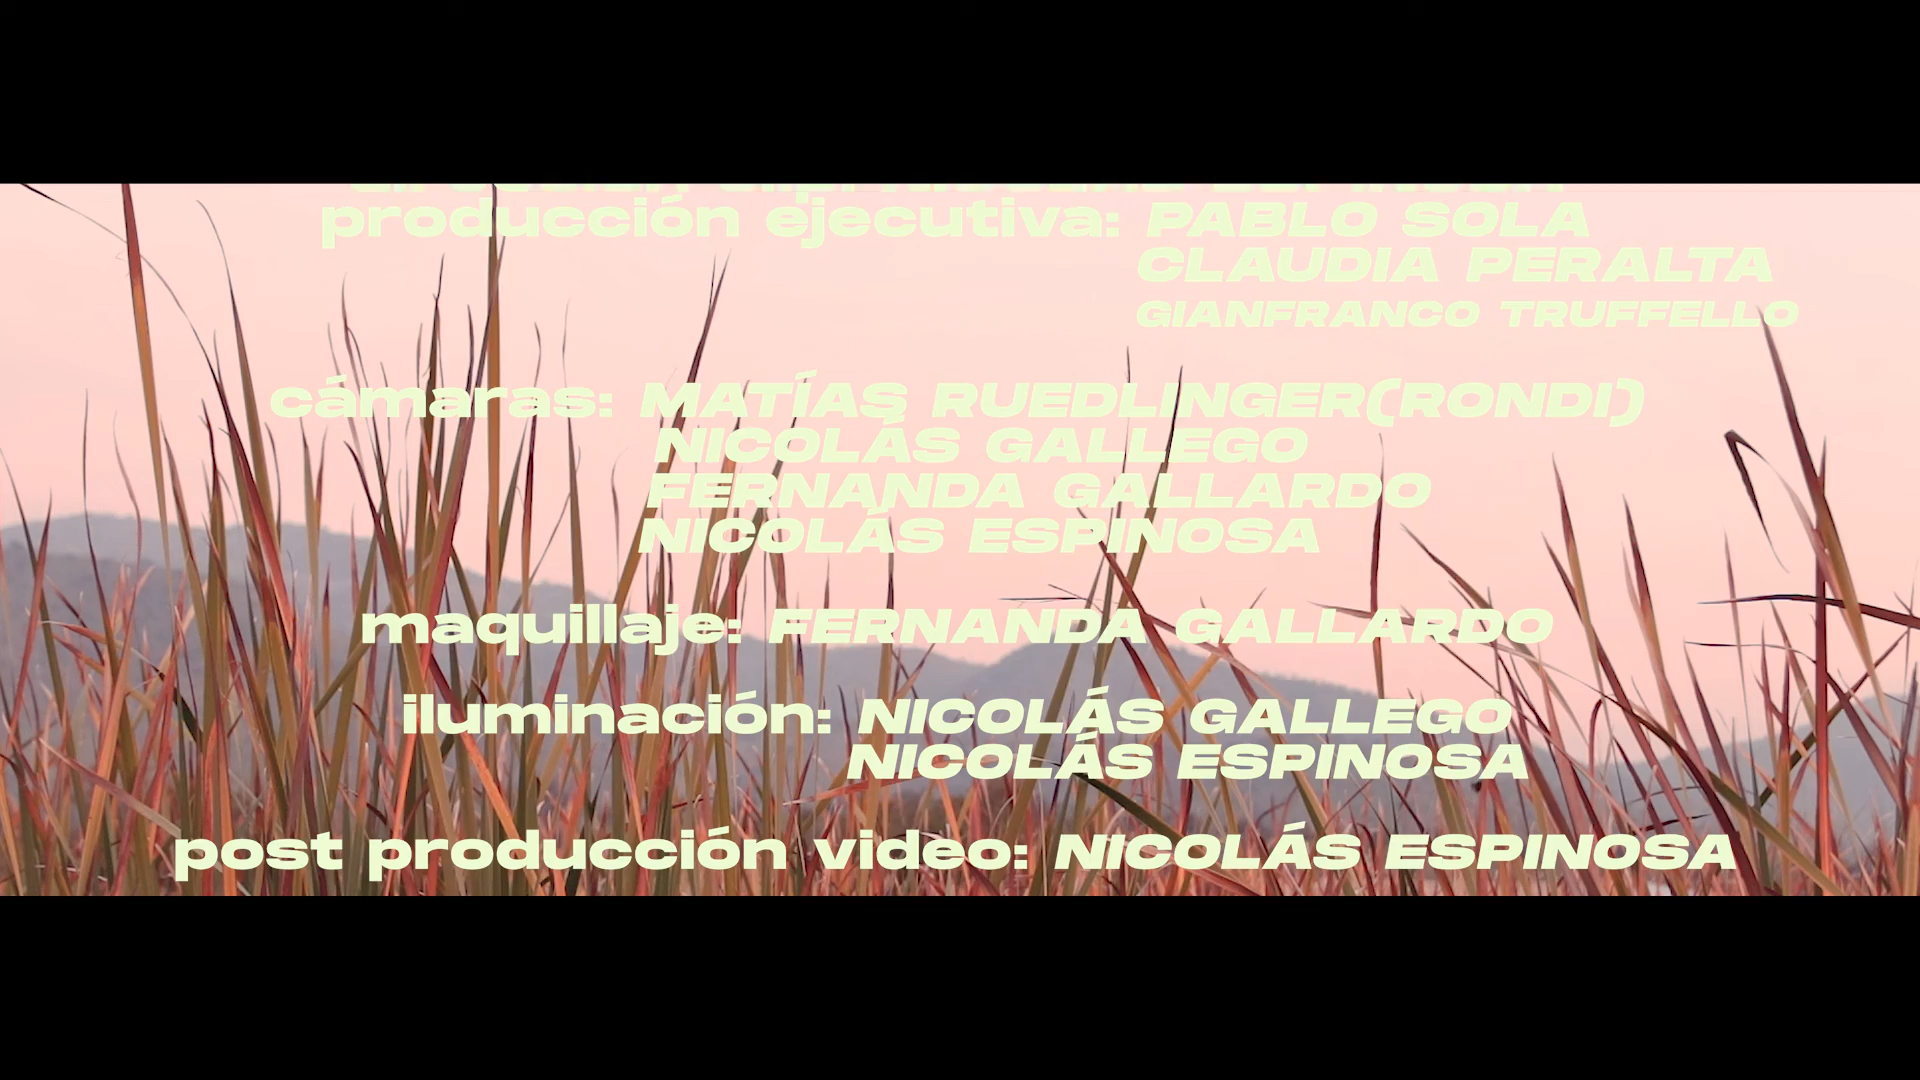 producción ejecutiva: PABLO SOLA
CLAUDIA PERALTA
GIANFRANCO TRUFFELLO
cámaras: MATÍAS RUEDLINGER(RONDI)
NICOLÁS GALLEGO
FERNANDA GALLARDO
NICOLÁS ESPINOSA
maquillaje: FERNANDA GALLARDO
iluminación: NICOLÁS GALLEGO
NICOLÁS ESPINOSA
post producción video: NICOLÁS ESPINOSA